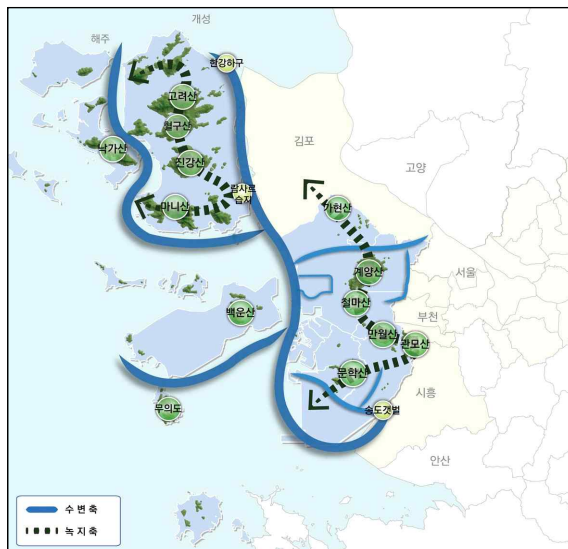 개성
해주
한강하구
고려산
혈구산
김포
낙가산
진강산
고양
람사르
습지
마니산
가현산
계양산
서울
철마산
백운산
부천
만월산
관모산
문학산
시흥
무의도
송도갯벌
안산
수 변 축
녹 지 축